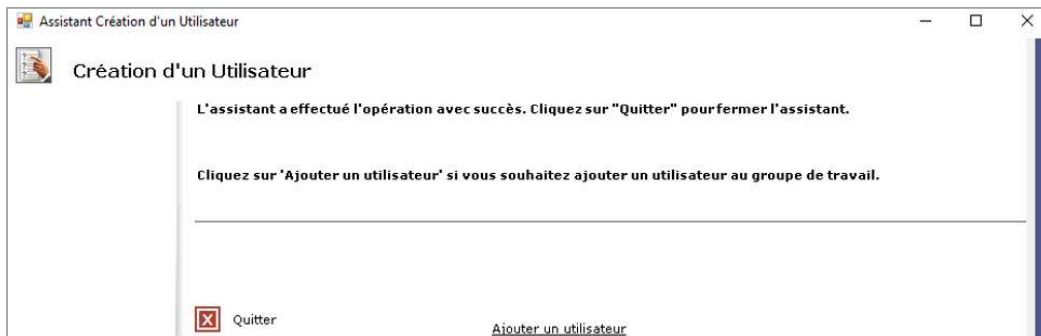 Assistant Création d'un Utilisateur
Création d'un Utilisateur
L'assistant a effectué l'opération avec succès. Cliquez sur "Quitter" pour fermer l'assistant.
Cliquez sur 'Ajouter un utilisateur' si vous souhaitez ajouter un utilisateur au groupe de travail.
Quitter
Ajouter un utilisateur